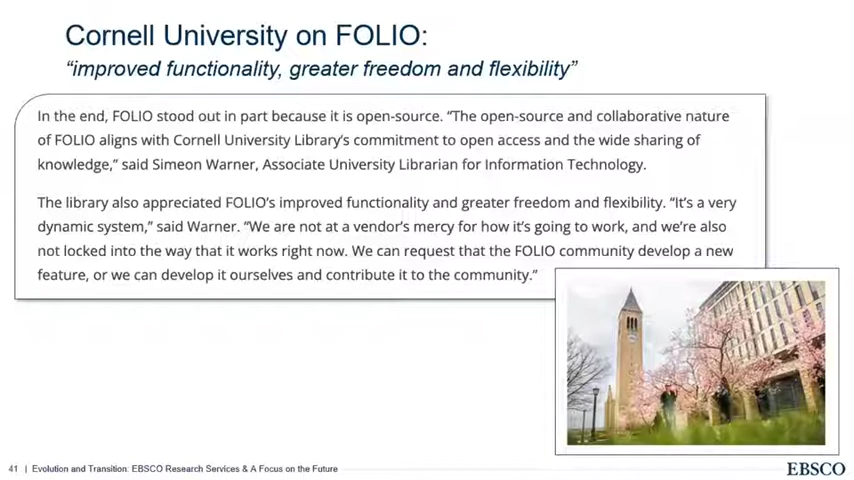 Cornell University on FOLIO:
“improved functionality, greater freedom and flexibility”
In the end, FOLIO stood out in part because it is open-source. “The open-source and collaborative nature
of FOLIO aligns with Cornell University Library’s commitment to open access and the wide sharing of
knowledge,” said Simeon Warner, Associate University Librarian for Information Technology.
The library also appreciated FOLIO’s improved functionality and greater freedom and flexibility. “It’s a very
dynamic system,” said Warner. “We are not at a vendor’s mercy for how it’s going to work, and we’re also
not locked into the way that it works right now. We can request that the FOLIO community develop a new
feature, or we can develop it ourselves and contribute it to the community.”
41 | Evolution and Transition: EBSCO Research Services & A Focus on the Future
EBSCO